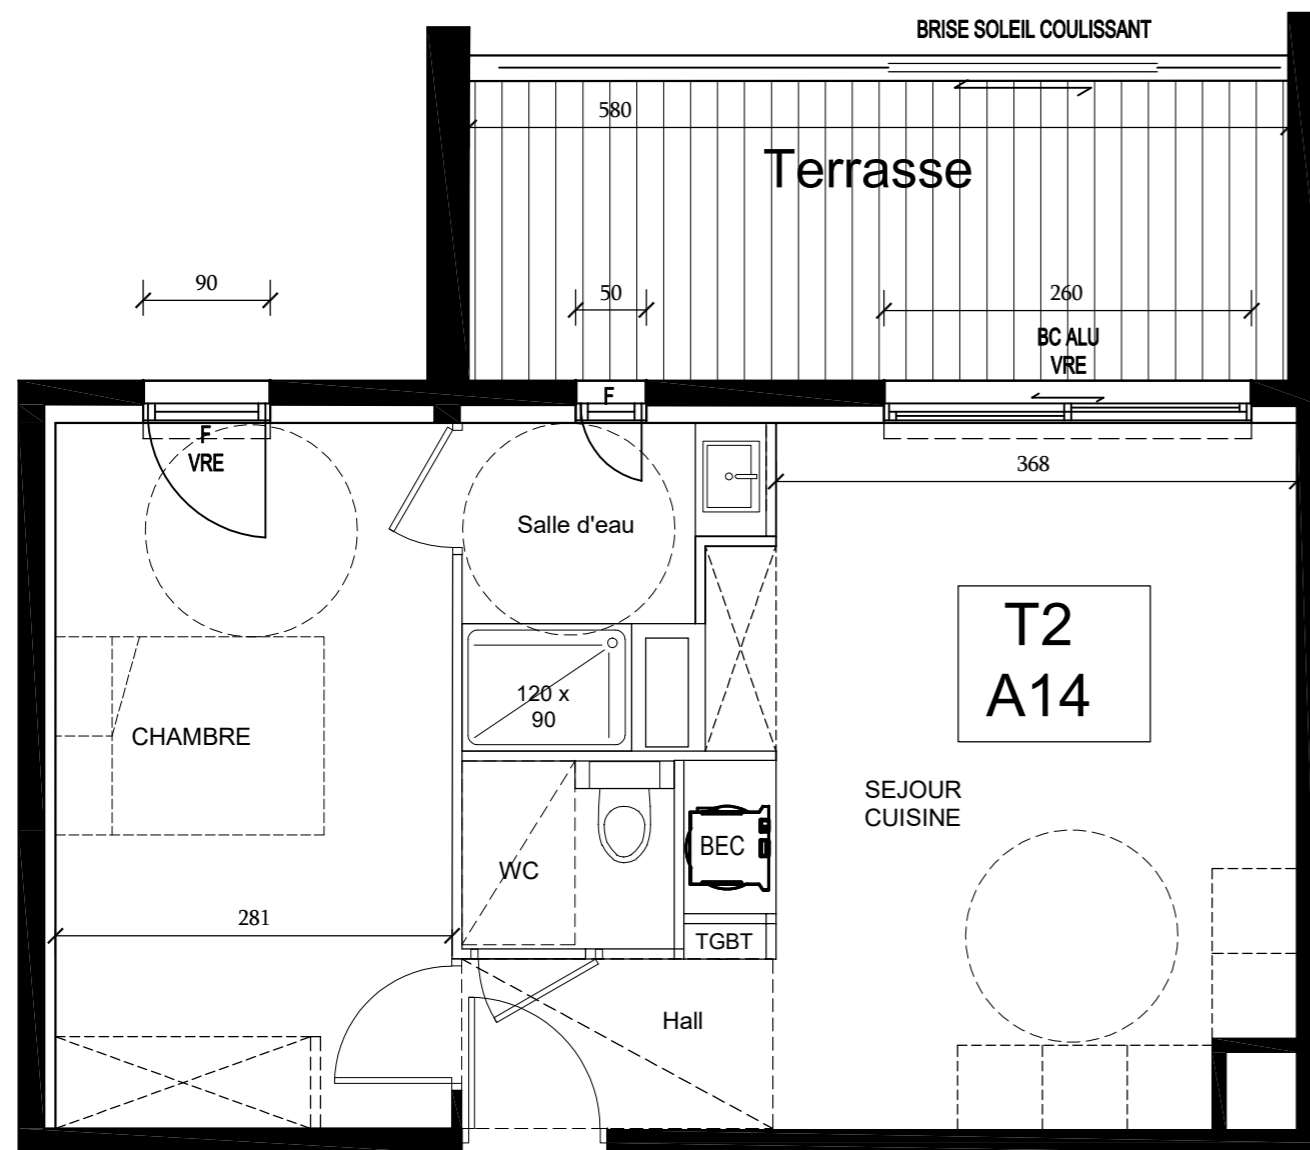 BRISE SOLEIL COULISSANT
580
Terrasse
90
50
260
BC ALU
VRE
F
F
VRE
368
Salle d'eau
T2
A14
120 x
90
CHAMBRE
SEJOUR
CUISINE
BEC
WC
281
TGBT
Hall